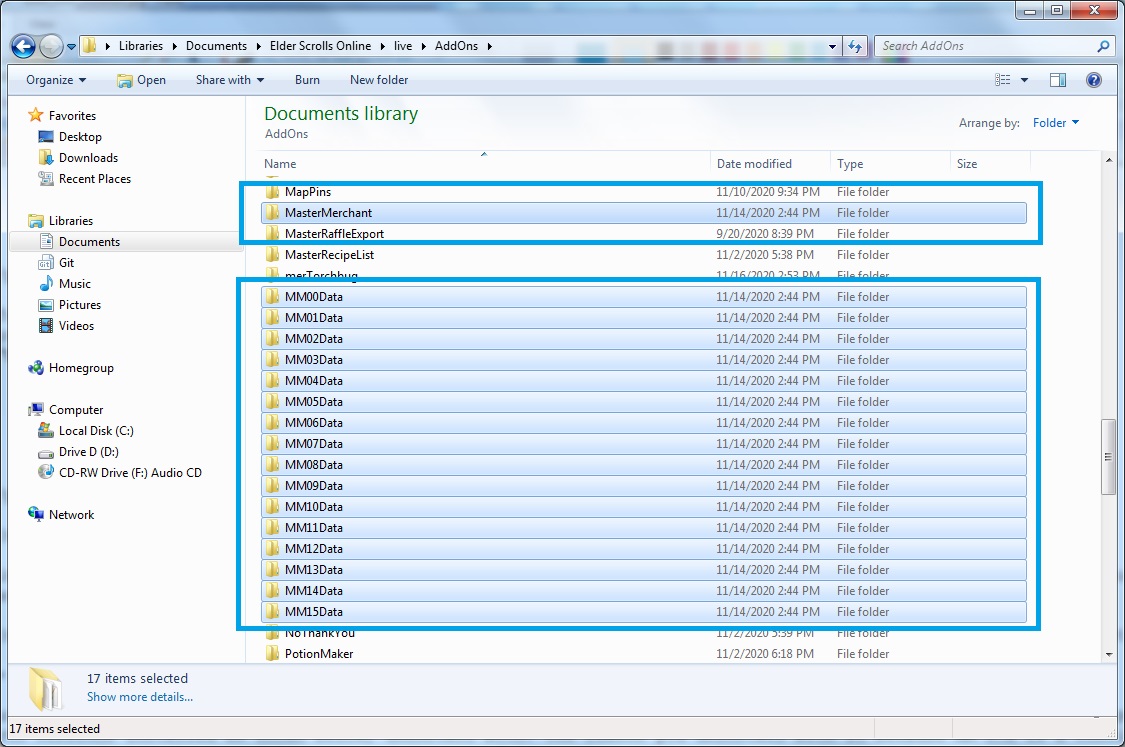 Libraries Documents Elder Scrolls Online live AddOns
Search AddOns
Organize Open Share with Burn New folder
Favorites
Desktop
Downloads
Recent Places
Libraries
Documents
Git
Music
Pictures
Videos
Homegroup
Computer
Local Disk (C:)
Drive D (D:)
CD-RW Drive (F:) Audio CD
Network
Documents library
AddOns
Arrange by: Folder
Name Date modified Type Size
MapPins 11/10/2020 9:34 PM File folder
MasterMerchant 11/14/2020 2:44 PM File folder
MasterRaffleExport 9/20/2020 8:39 PM File folder
MasterRecipeList 11/2/2020 5:38 PM File folder
merTorchbug 11/16/2020 2:53 PM File folder
MM00Data 11/14/2020 2:44 PM File folder
MM01Data 11/14/2020 2:44 PM File folder
MM02Data 11/14/2020 2:44 PM File folder
MM03Data 11/14/2020 2:44 PM File folder
MM04Data 11/14/2020 2:44 PM File folder
MM05Data 11/14/2020 2:44 PM File folder
MM06Data 11/14/2020 2:44 PM File folder
MM07Data 11/14/2020 2:44 PM File folder
MM08Data 11/14/2020 2:44 PM File folder
MM09Data 11/14/2020 2:44 PM File folder
MM10Data 11/14/2020 2:44 PM File folder
MM11Data 11/14/2020 2:44 PM File folder
MM12Data 11/14/2020 2:44 PM File folder
MM13Data 11/14/2020 2:44 PM File folder
MM14Data 11/14/2020 2:44 PM File folder
MM15Data 11/14/2020 2:44 PM File folder
NoThankYou 11/2/2020 5:39 PM File folder
PotionMaker 11/2/2020 6:18 PM File folder
17 items selected
Show more details...
17 items selected